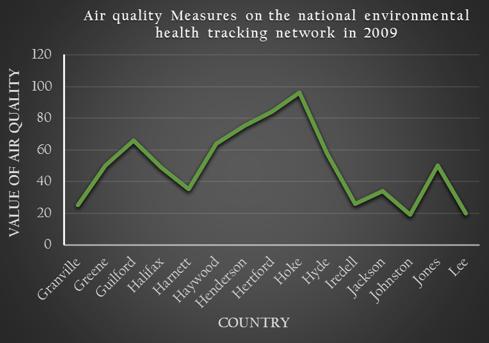 Air quality Measures on the national environmental
health tracking network in 2009
VALUE OF AIR QUALITY
120
100
80
60
40
20
0
Granville
Greene
Guilford
Halifax
Harnett
Haywood
Henderson
Hertford
Hoke
Hyde
Iredell
Jackson
Johnston
Jones
Lee
COUNTRY